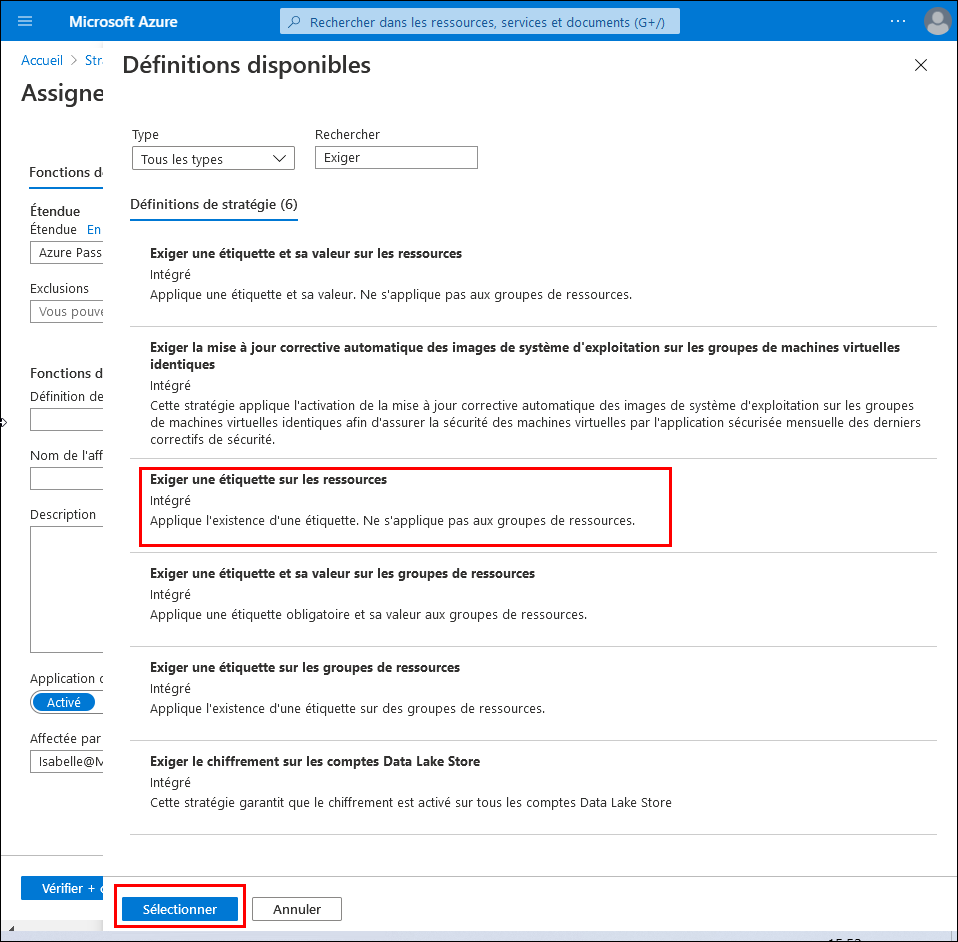 Microsoft Azure
Rechercher dans les ressources, services et documents (G+/)
Accueil > Str
Assigne
Définitions disponibles
Type
Rechercher
Tous les types
Exiger
Fonctions d
Définitions de stratégie (6)
Étendue
Étendue En
Azure Pass
Exclusions
Vous pouve
Fonctions d
Définition de
Nom de l'aff
Description
Application
Activé
Affectée par
Isabelle@M
Vérifier +
Exiger une étiquette et sa valeur sur les ressources
Intégré
Applique une étiquette et sa valeur. Ne s'applique pas aux groupes de ressources.
Exiger la mise à jour corrective automatique des images de système d'exploitation sur les groupes de machines virtuelles
identiques
Intégré
Cette stratégie applique l'activation de la mise à jour corrective automatique des images de système d'exploitation sur les groupes
de machines virtuelles identiques afin d'assurer la sécurité des machines virtuelles par l'application sécurisée mensuelle des derniers
correctifs de sécurité.
Exiger une étiquette sur les ressources
Intégré
Applique l'existence d'une étiquette. Ne s'applique pas aux groupes de ressources.
Exiger une étiquette et sa valeur sur les groupes de ressources
Intégré
Applique une étiquette obligatoire et sa valeur aux groupes de ressources.
Exiger une étiquette sur les groupes de ressources
Intégré
Applique l'existence d'une étiquette sur des groupes de ressources.
Exiger le chiffrement sur les comptes Data Lake Store
Intégré
Cette stratégie garantit que le chiffrement est activé sur tous les comptes Data Lake Store
Sélectionner
Annuler